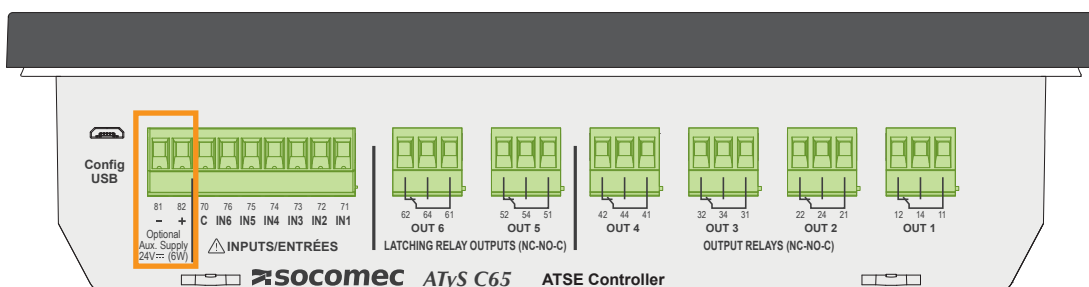 Config
USB
81 82 70 76 75 74 73 72 71
– + C IN6 IN5 IN4 IN3 IN2 IN1
Optional
Aux. Supply
24V⎓ (6W)
⚠ INPUTS/ENTRÉES
62 64 61
OUT 6
52 54 51
OUT 5
LATCHING RELAY OUTPUTS (NC-NO-C)
42 44 41
OUT 4
32 34 31
OUT 3
22 24 21
OUT 2
12 14 11
OUT 1
OUTPUT RELAYS (NC-NO-C)
socomec ATyS C65 ATSE Controller